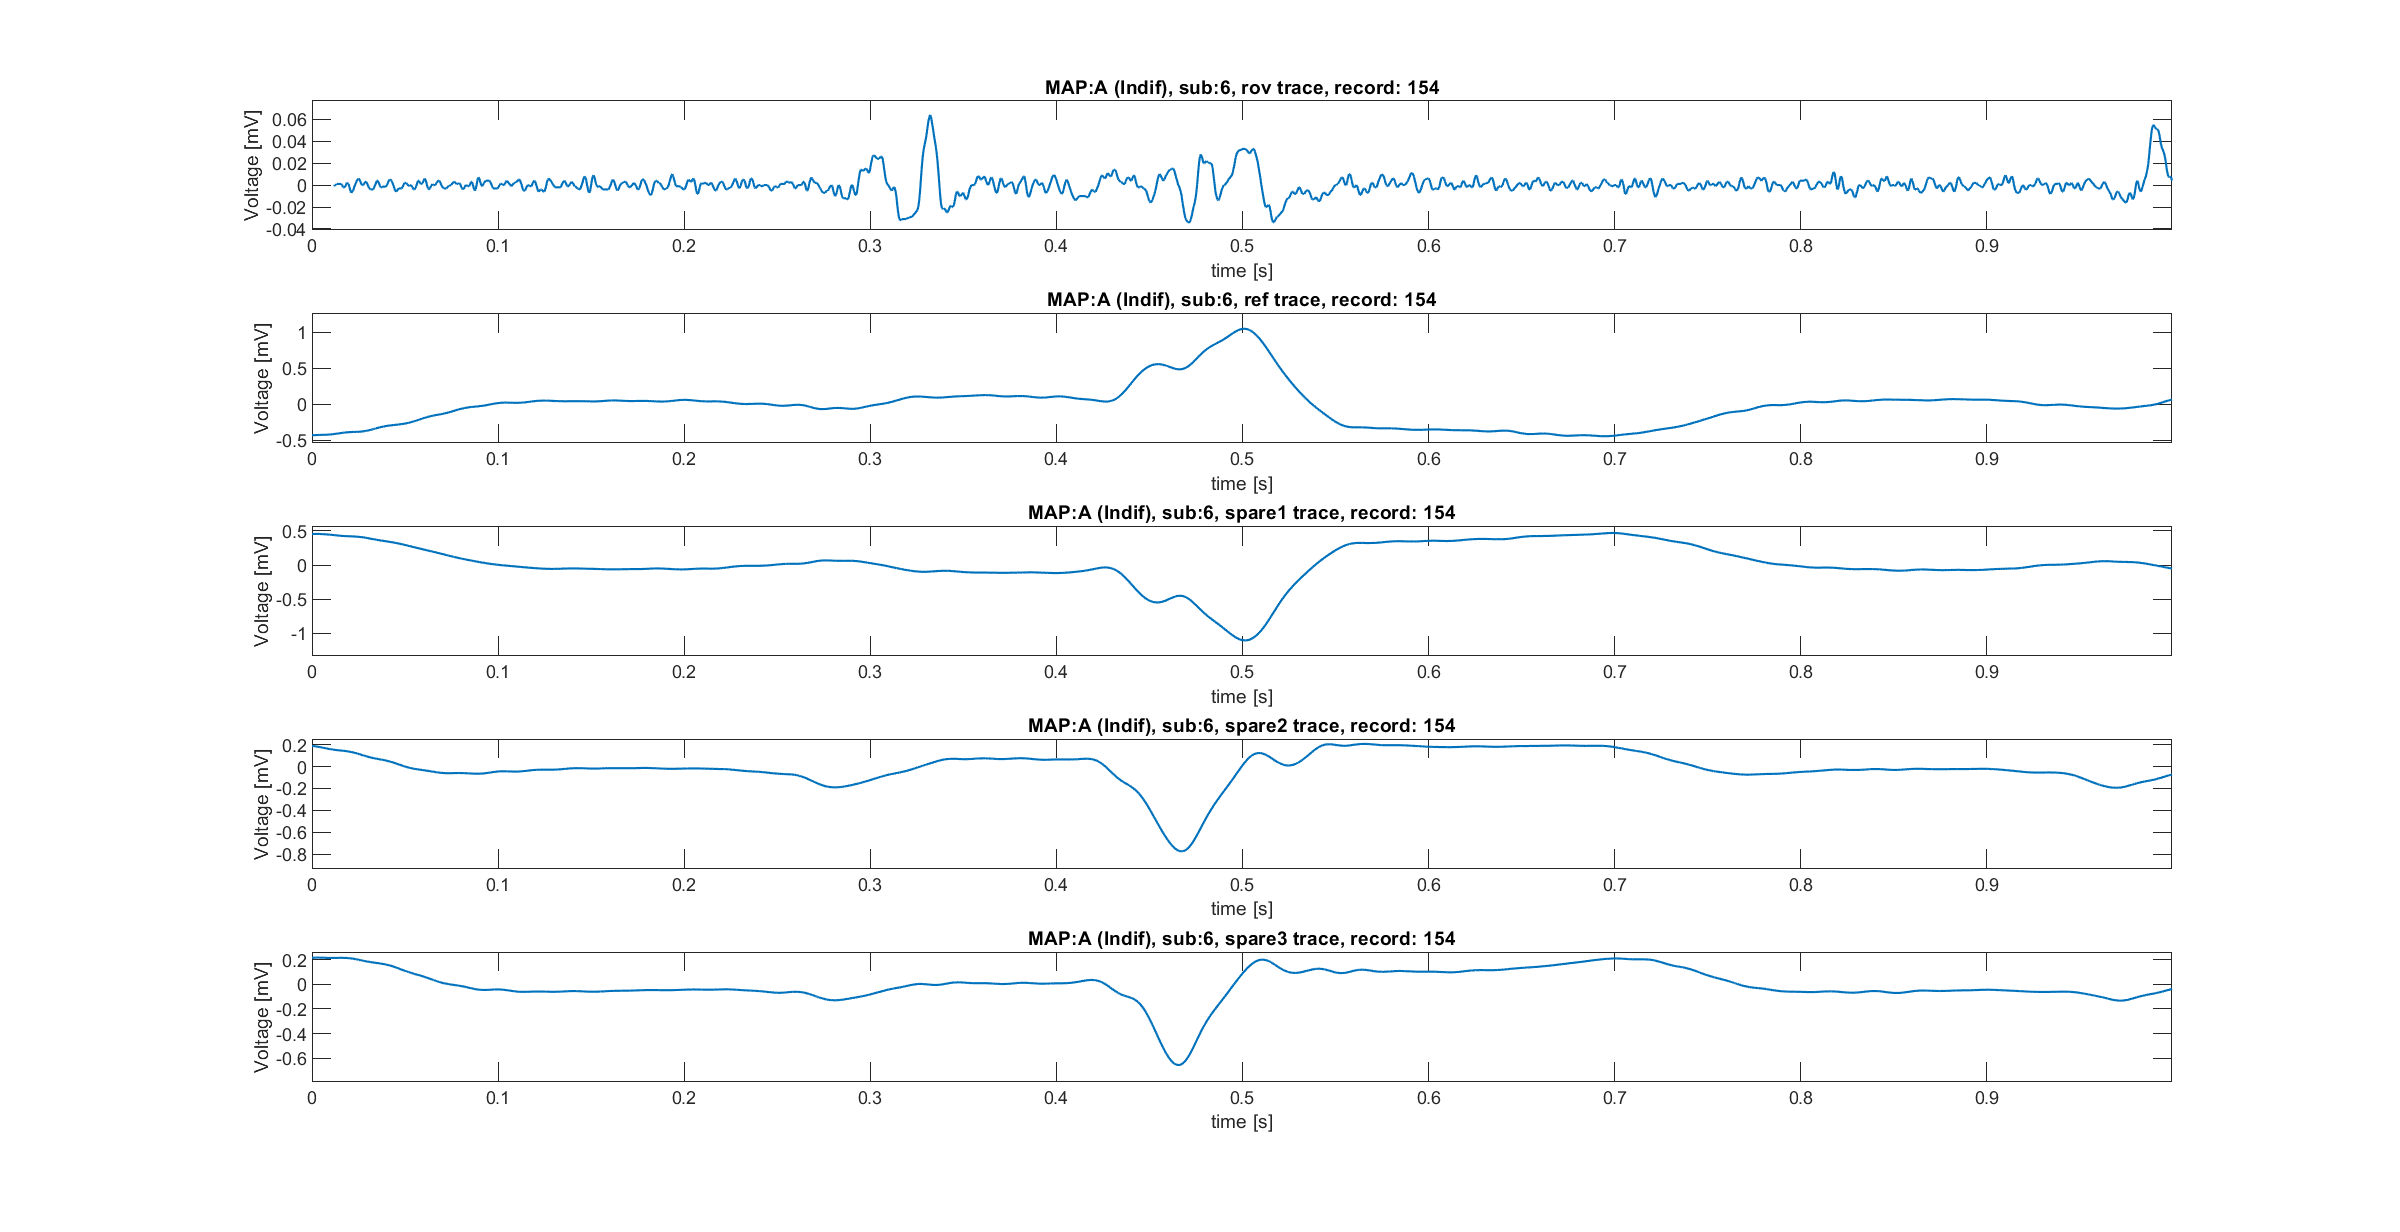 MAP:A (Indif), sub:6, rov trace, record: 154
Voltage [mV]
0.06
0.04
0.02
0
-0.02
-0.04
0 0.1 0.2 0.3 0.4 0.5 0.6 0.7 0.8 0.9
time [s]
MAP:A (Indif), sub:6, ref trace, record: 154
Voltage [mV]
1
0.5
0
-0.5
0 0.1 0.2 0.3 0.4 0.5 0.6 0.7 0.8 0.9
time [s]
MAP:A (Indif), sub:6, spare1 trace, record: 154
Voltage [mV]
0.5
0
-0.5
-1
0 0.1 0.2 0.3 0.4 0.5 0.6 0.7 0.8 0.9
time [s]
MAP:A (Indif), sub:6, spare2 trace, record: 154
Voltage [mV]
0.2
0
-0.2
-0.4
-0.6
-0.8
0 0.1 0.2 0.3 0.4 0.5 0.6 0.7 0.8 0.9
time [s]
MAP:A (Indif), sub:6, spare3 trace, record: 154
Voltage [mV]
0.2
0
-0.2
-0.4
-0.6
0 0.1 0.2 0.3 0.4 0.5 0.6 0.7 0.8 0.9
time [s]